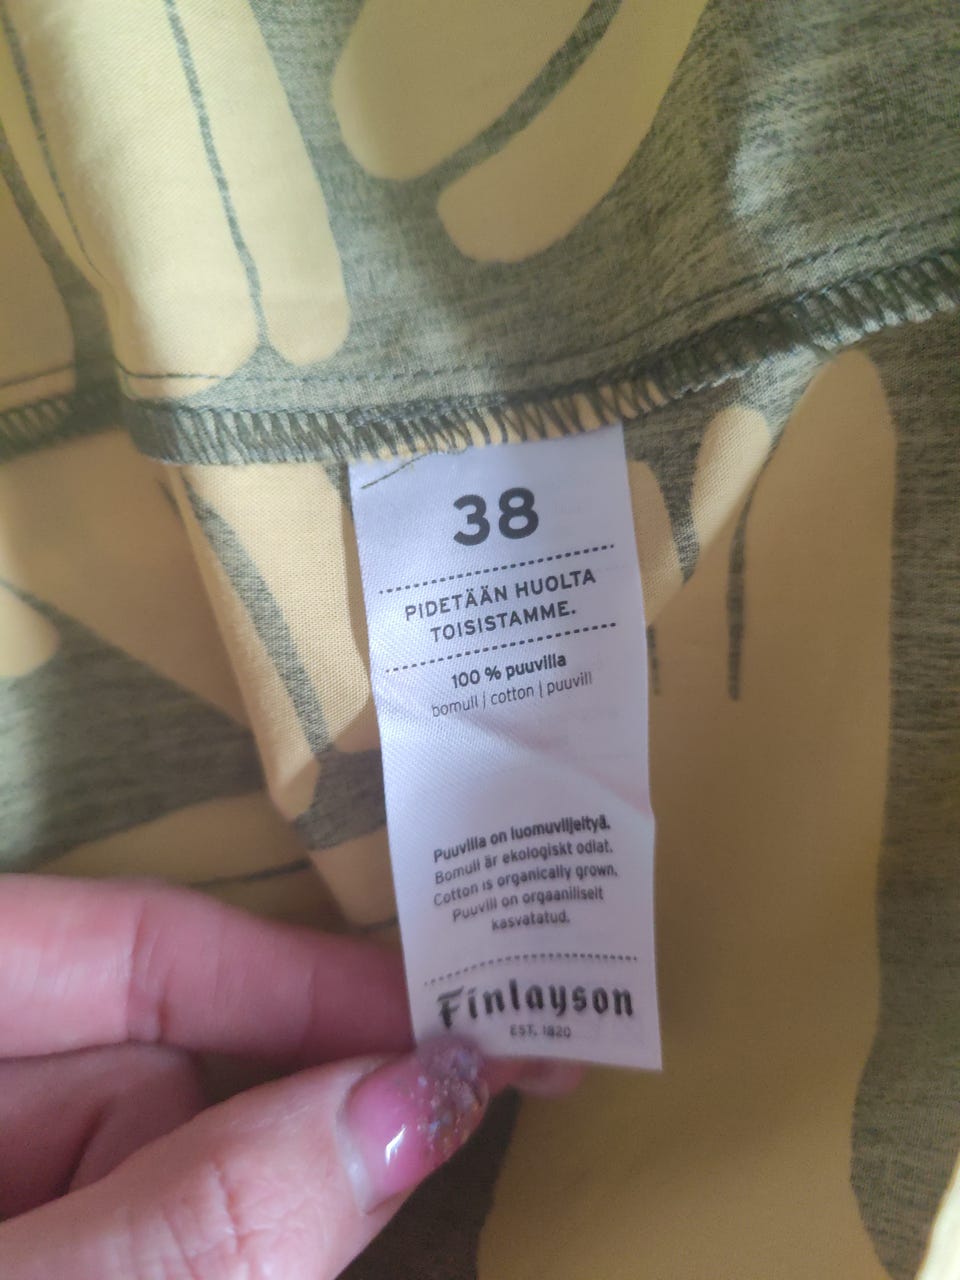 38
PIDETÄÄN HUOLTA
TOISISTAMME.
100 % puuvilla
bomull | cotton | puuvill
Puuvilla on luomuviljeltyä.
Bomull är ekologiskt odlat.
Cotton is organically grown.
Puuvill on orgaaniliselt
kasvatatud.
Finlayson
EST. 1820